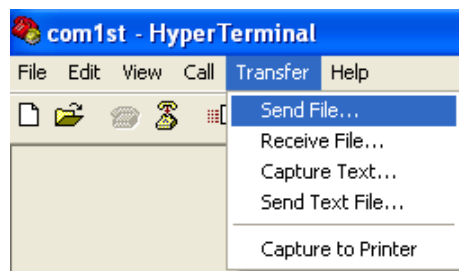 com1st - HyperTerminal
File Edit View Call Transfer Help
Send File...
Receive File...
Capture Text...
Send Text File...
Capture to Printer